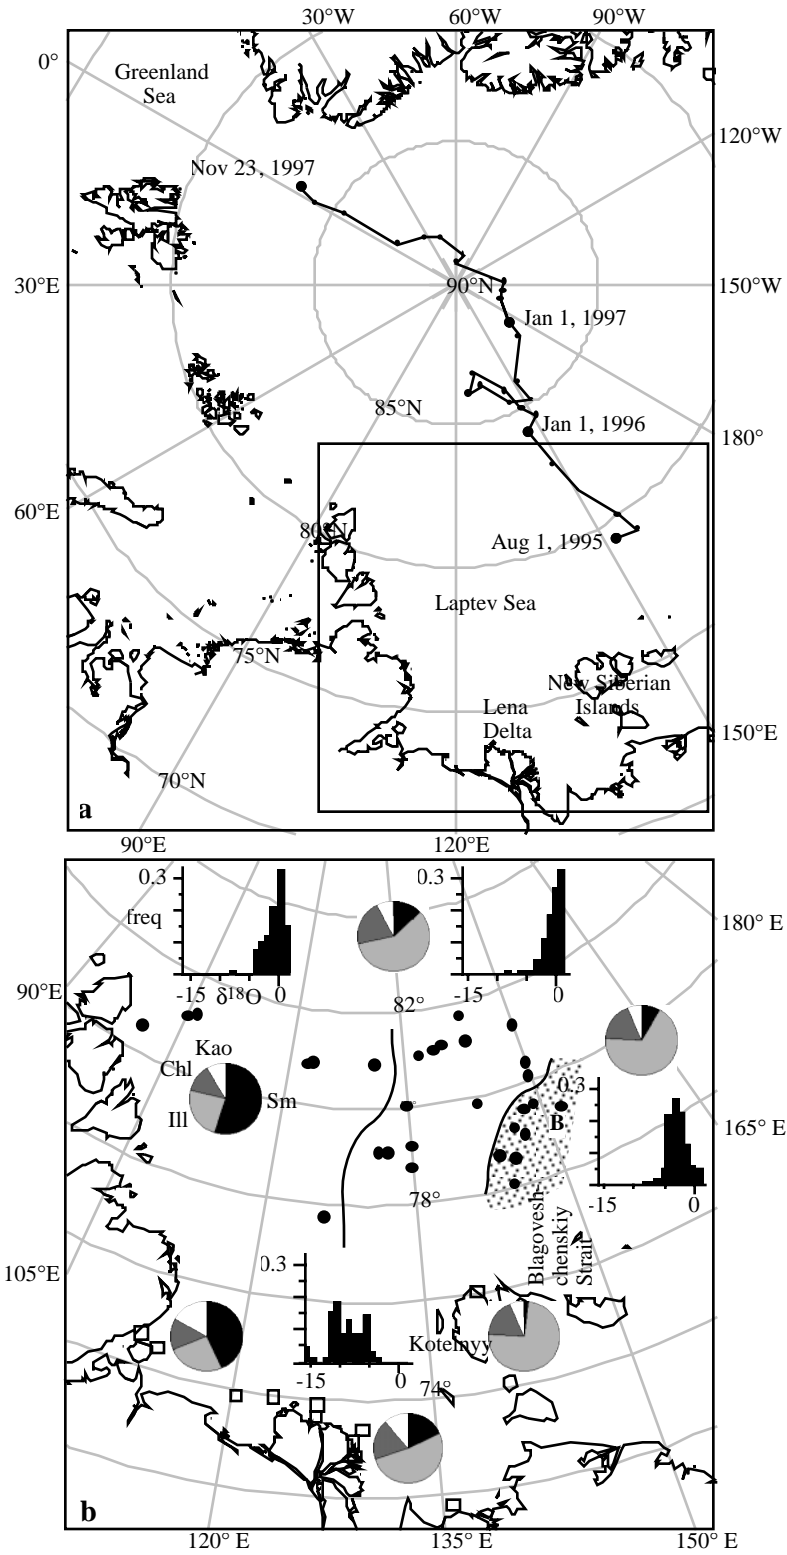 30°W 60°W 90°W
0°
Greenland
Sea
120°W
Nov 23, 1997
30°E
90°N
150°W
Jan 1, 1997
85°N
Jan 1, 1996
180°
60°E
80°N
Aug 1, 1995
Laptev Sea
75°N
New Siberian
Islands
Lena
Delta
150°E
70°N
a
90°E 120°E
0.3
freq
-15 δ18O 0
0.3
-15 0
180° E
90°E
82°
Kao
Chl
Sm
Ill
0.3
B
165° E
-15 0
78°
Blagovesh-
chenskiy
Strait
105°E
0.3
Kotelnyy
-15 0
74°
b
120° E 135° E 150° E